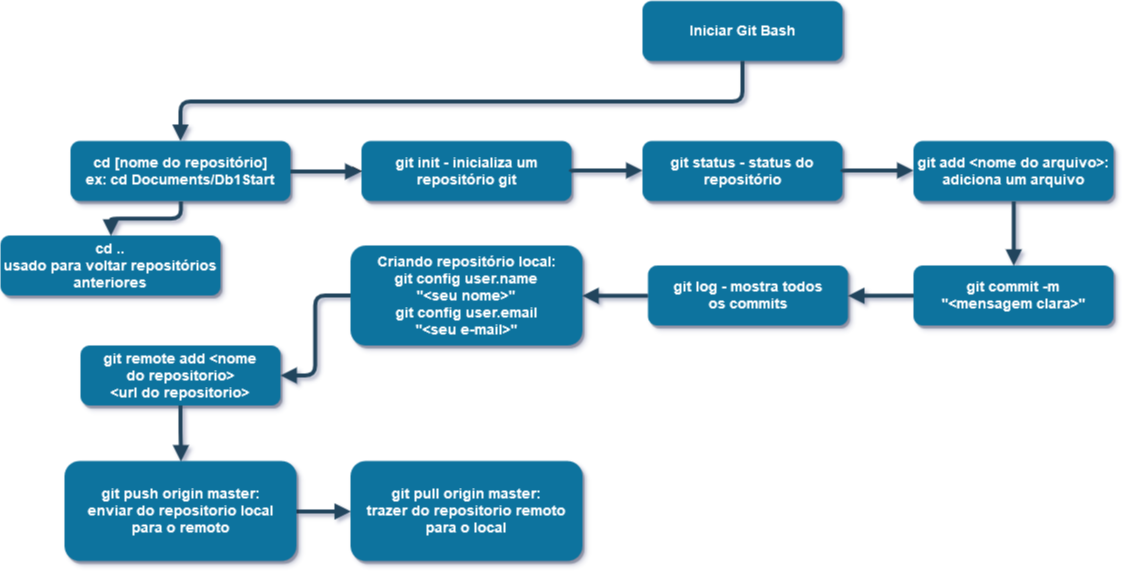 Iniciar Git Bash
cd [nome do repositório]
ex: cd Documents/Db1Start
git init - inicializa um
repositório git
git status - status do
repositório
git add <nome do arquivo>:
adiciona um arquivo
cd ..
usado para voltar repositórios
anteriores
git commit -m
"<mensagem clara>"
git log - mostra todos
os commits
Criando repositório local:
git config user.name
"<seu nome>"
git config user.email
"<seu e-mail>"
git remote add <nome
do repositorio>
<url do repositorio>
git push origin master:
enviar do repositorio local
para o remoto
git pull origin master:
trazer do repositorio remoto
para o local